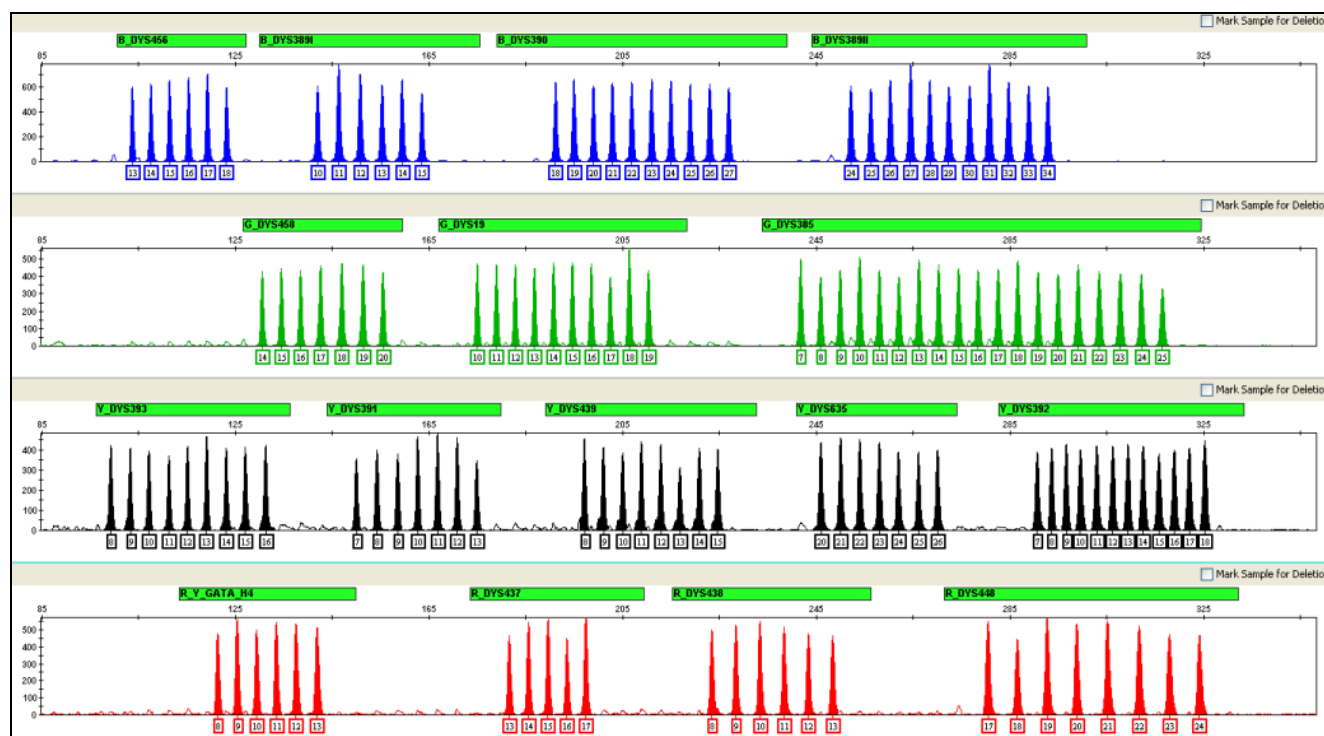 Mark Sample for Deletion
B_DYS456 B_DYS389I B_DYS390 B_DYS389II
85 125 165 205 245 285 325
600
400
200
0
13 14 15 16 17 18 10 11 12 13 14 15 18 19 20 21 22 23 24 25 26 27 24 25 26 27 28 29 30 31 32 33 34
Mark Sample for Deletio
G_DYS458 G_DYS19 G_DYS385
85 125 165 205 245 285 325
500
400
300
200
100
0
14 15 16 17 18 19 20 10 11 12 13 14 15 16 17 18 19 7 8 9 10 11 12 13 14 15 16 17 18 19 20 21 22 23 24 25
Mark Sample for Deletio
Y_DYS393 Y_DYS391 Y_DYS439 Y_DYS635 Y_DYS392
85 125 165 205 245 285 325
400
300
200
100
0
8 9 10 11 12 13 14 15 16 7 8 9 10 11 12 13 8 9 10 11 12 13 14 15 20 21 22 23 24 25 26 7 8 9 10 11 12 13 14 15 16 17 18
Mark Sample for Deletio
R_Y_GATA_H4 R_DYS437 R_DYS438 R_DYS448
85 125 165 205 245 285 325
500
400
300
200
100
0
8 9 10 11 12 13 13 14 15 16 17 8 9 10 11 12 13 17 18 19 20 21 22 23 24